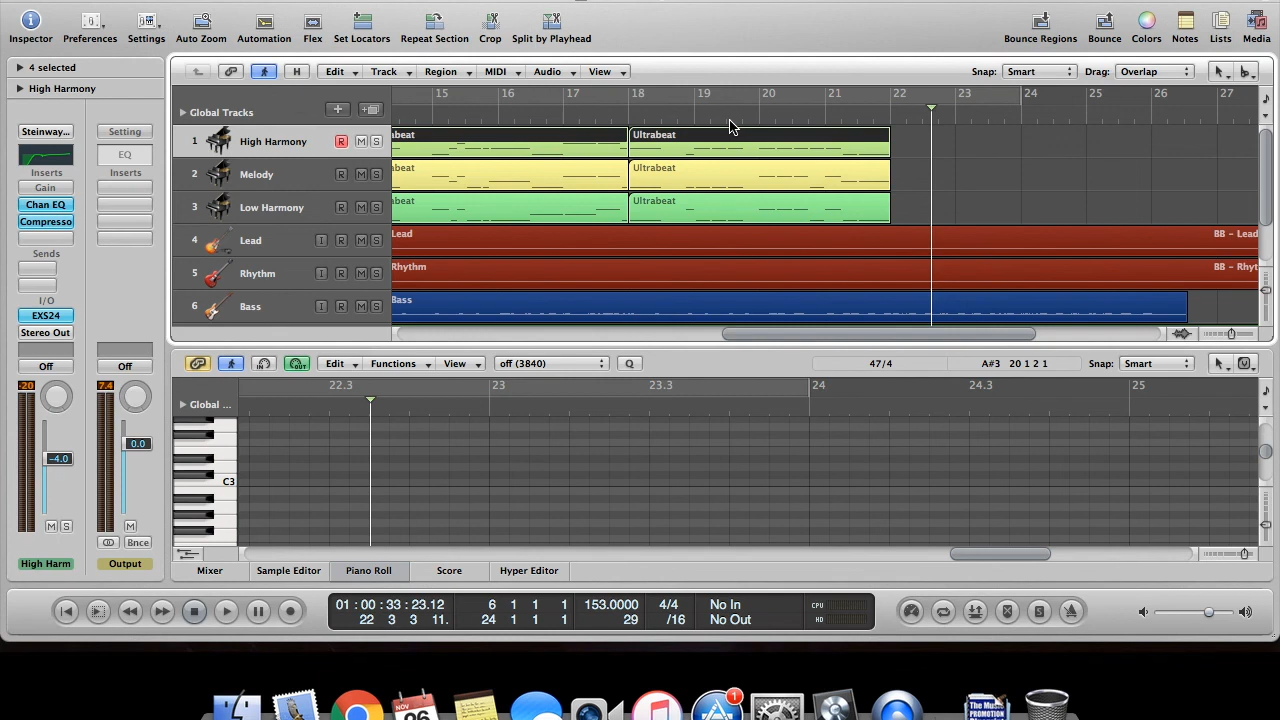 Inspector Preferences Settings Auto Zoom Automation Flex Set Locators Repeat Section Crop Split by Playhead Bounce Regions Bounce Colors Notes Lists Media
4 selected
High Harmony
H Edit Track Region MIDI Audio View Snap: Smart Drag: Overlap
15 16 17 18 19 20 21 22 23 24 25 26 27
Global Tracks
Steinway... Setting
EQ
Inserts Inserts
Gain
Chan EQ
Compresso
Sends
I/O
EXS24
Stereo Out
Off Off
-20 7.4
-4.0 0.0
M S M
Bnce
High Harm Output
1 High Harmony R M S beat Ultrabeat
2 Melody R M S beat Ultrabeat
3 Low Harmony R M S beat Ultrabeat
4 Lead I R M S Lead BB - Lead
5 Rhythm I R M S Rhythm BB - Rhyt
6 Bass I R M S Bass
IN OUT Edit Functions View off (3840) Q 47/4 A#3 20 1 2 1 Snap: Smart
22.3 23 23.3 24 24.3 25
Global ...
C3
Mixer Sample Editor Piano Roll Score Hyper Editor
01 : 00 : 33 : 23.12 6 1 1 1 153.0000 4/4 No In CPU
22 3 3 11. 24 1 1 1 29 /16 No Out HD
S
NOV
26
1
The Music
PROMOTION